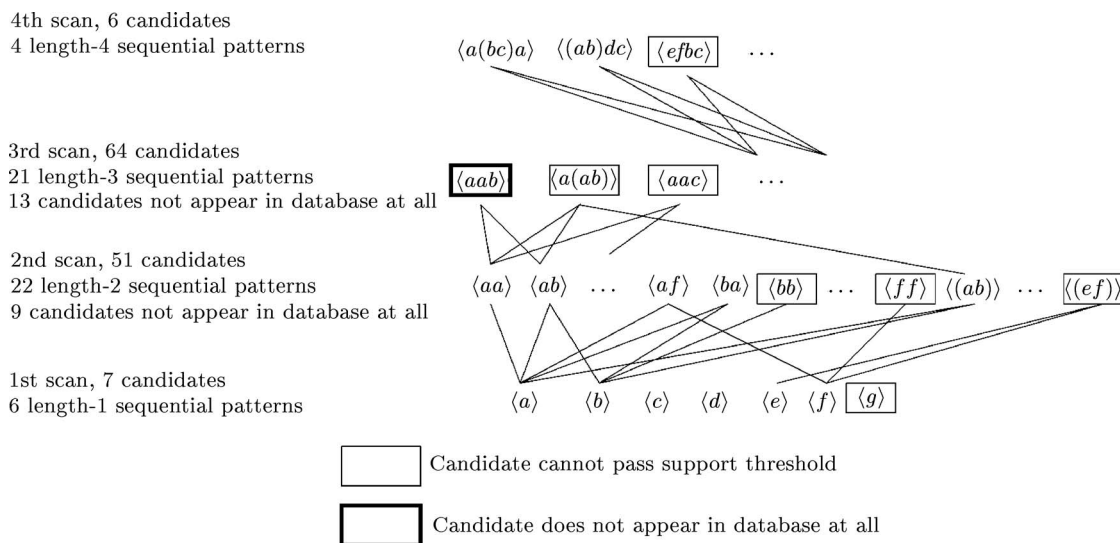 4th scan, 6 candidates
4 length-4 sequential patterns
⟨a(bc)a⟩ ⟨(ab)dc⟩ ⟨efbc⟩ ...
3rd scan, 64 candidates
21 length-3 sequential patterns
13 candidates not appear in database at all
⟨aab⟩ ⟨a(ab)⟩ ⟨aac⟩ ...
2nd scan, 51 candidates
22 length-2 sequential patterns
9 candidates not appear in database at all
⟨aa⟩ ⟨ab⟩ ... ⟨af⟩ ⟨ba⟩ ⟨bb⟩ ... ⟨ff⟩ ⟨(ab)⟩ ... ⟨(ef)⟩
1st scan, 7 candidates
6 length-1 sequential patterns
⟨a⟩ ⟨b⟩ ⟨c⟩ ⟨d⟩ ⟨e⟩ ⟨f⟩ ⟨g⟩
Candidate cannot pass support threshold
Candidate does not appear in database at all